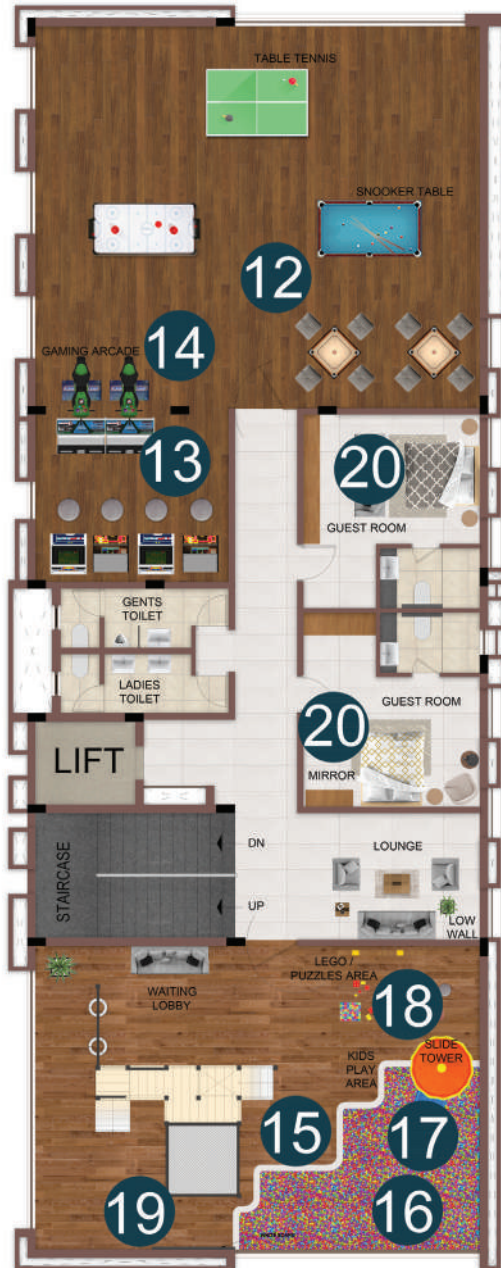 TABLE TENNIS
SNOOKER TABLE
12
14
GAMING ARCADE
13
20
GUEST ROOM
GENTS
TOILET
LADIES
TOILET
GUEST ROOM
20
LIFT
MIRROR
STAIRCASE
DN
LOUNGE
UP
LOW
WALL
WAITING
LOBBY
LEGO /
PUZZLES AREA
18
SLIDE
TOWER
KIDS
PLAY
AREA
15
17
16
19